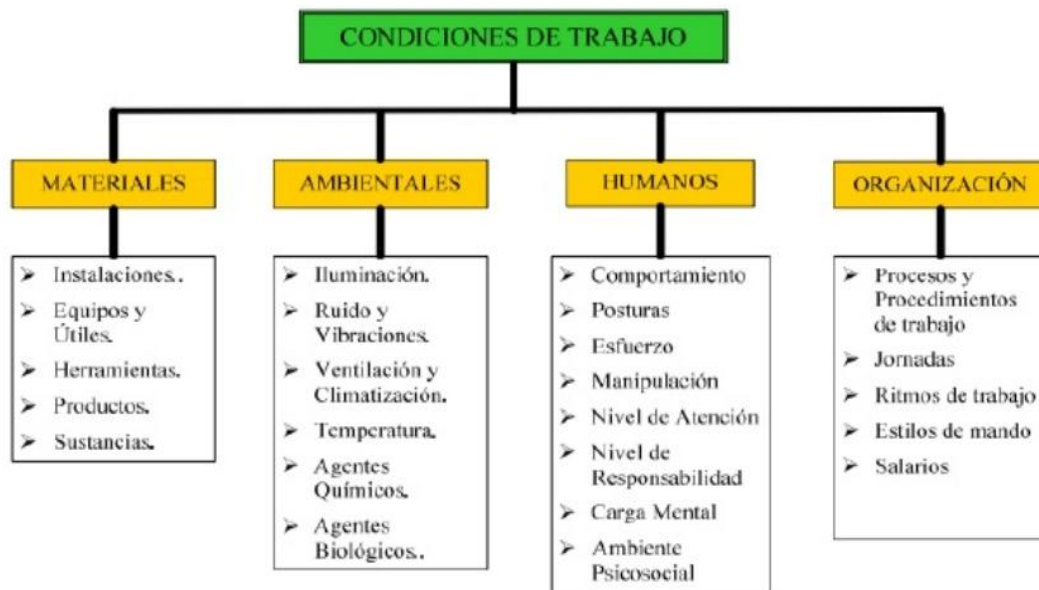 CONDICIONES DE TRABAJO
MATERIALES
Instalaciones..
Equipos y
Útiles.
Herramientas.
Productos.
Sustancias.
AMBIENTALES
Iluminación.
Ruido y
Vibraciones.
Ventilación y
Climatización.
Temperatura.
Agentes
Químicos.
Agentes
Biológicos..
HUMANOS
Comportamiento
Posturas
Esfuerzo
Manipulación
Nivel de Atención
Nivel de
Responsabilidad
Carga Mental
Ambiente
Psicosocial
ORGANIZACIÓN
Procesos y
Procedimientos
de trabajo
Jornadas
Ritmos de trabajo
Estilos de mando
Salarios